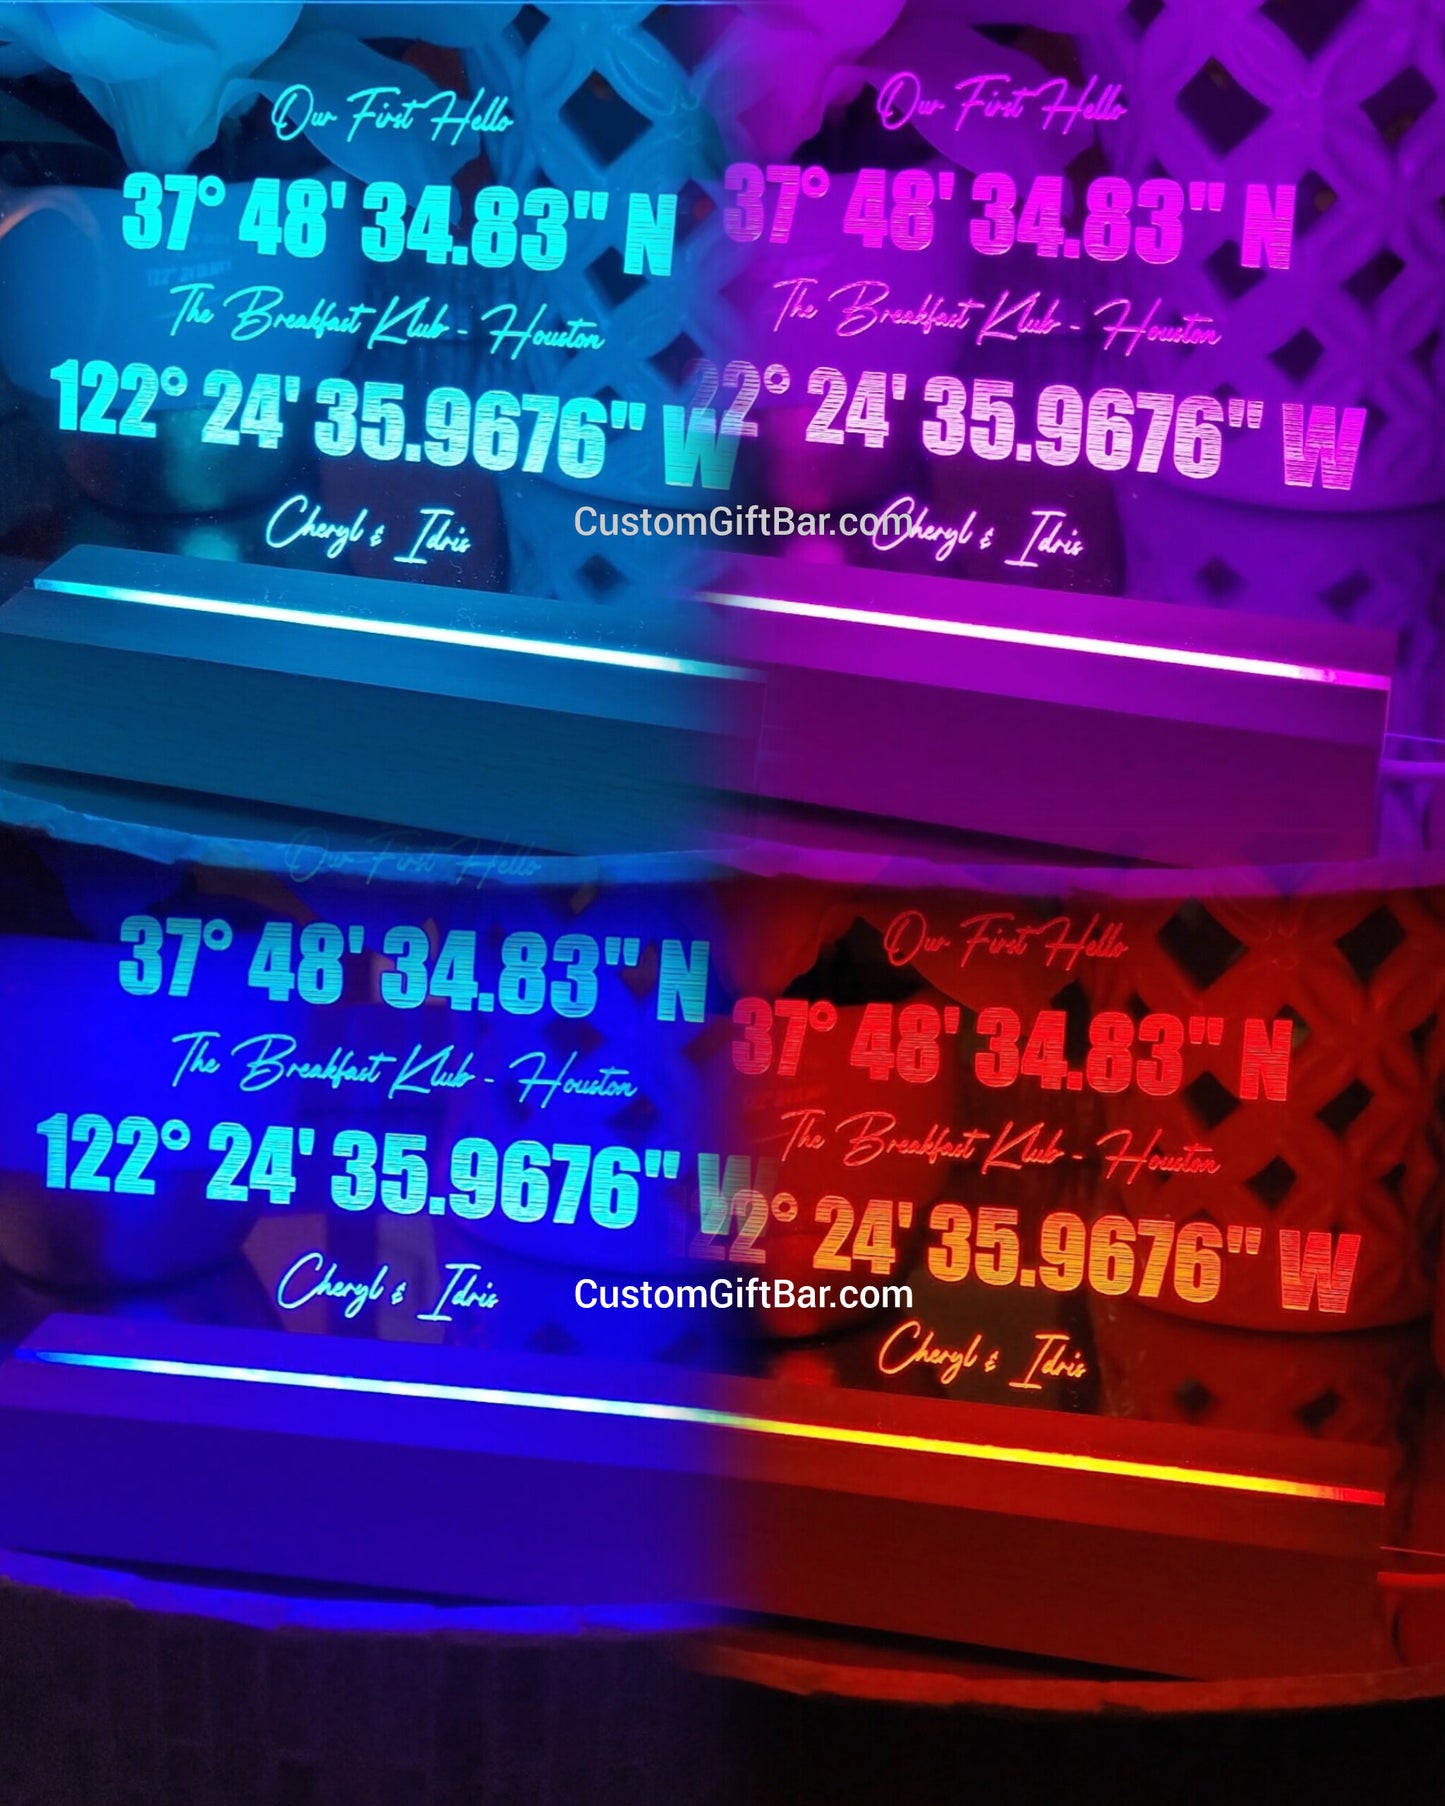 Our First Hello
37° 48' 34.83" N
The Breakfast Klub - Houston
122° 24' 35.9676" W
Cheryl & Idris
Our First Hello
37° 48' 34.83" N
The Breakfast Klub - Houston
22° 24' 35.9676" W
Cheryl & Idris
CustomGiftBar.com
Our First Hello
37° 48' 34.83" N
The Breakfast Klub - Houston
122° 24' 35.9676" W
Cheryl & Idris
Our First Hello
37° 48' 34.83" N
The Breakfast Klub - Houston
22° 24' 35.9676" W
Cheryl & Idris
CustomGiftBar.com